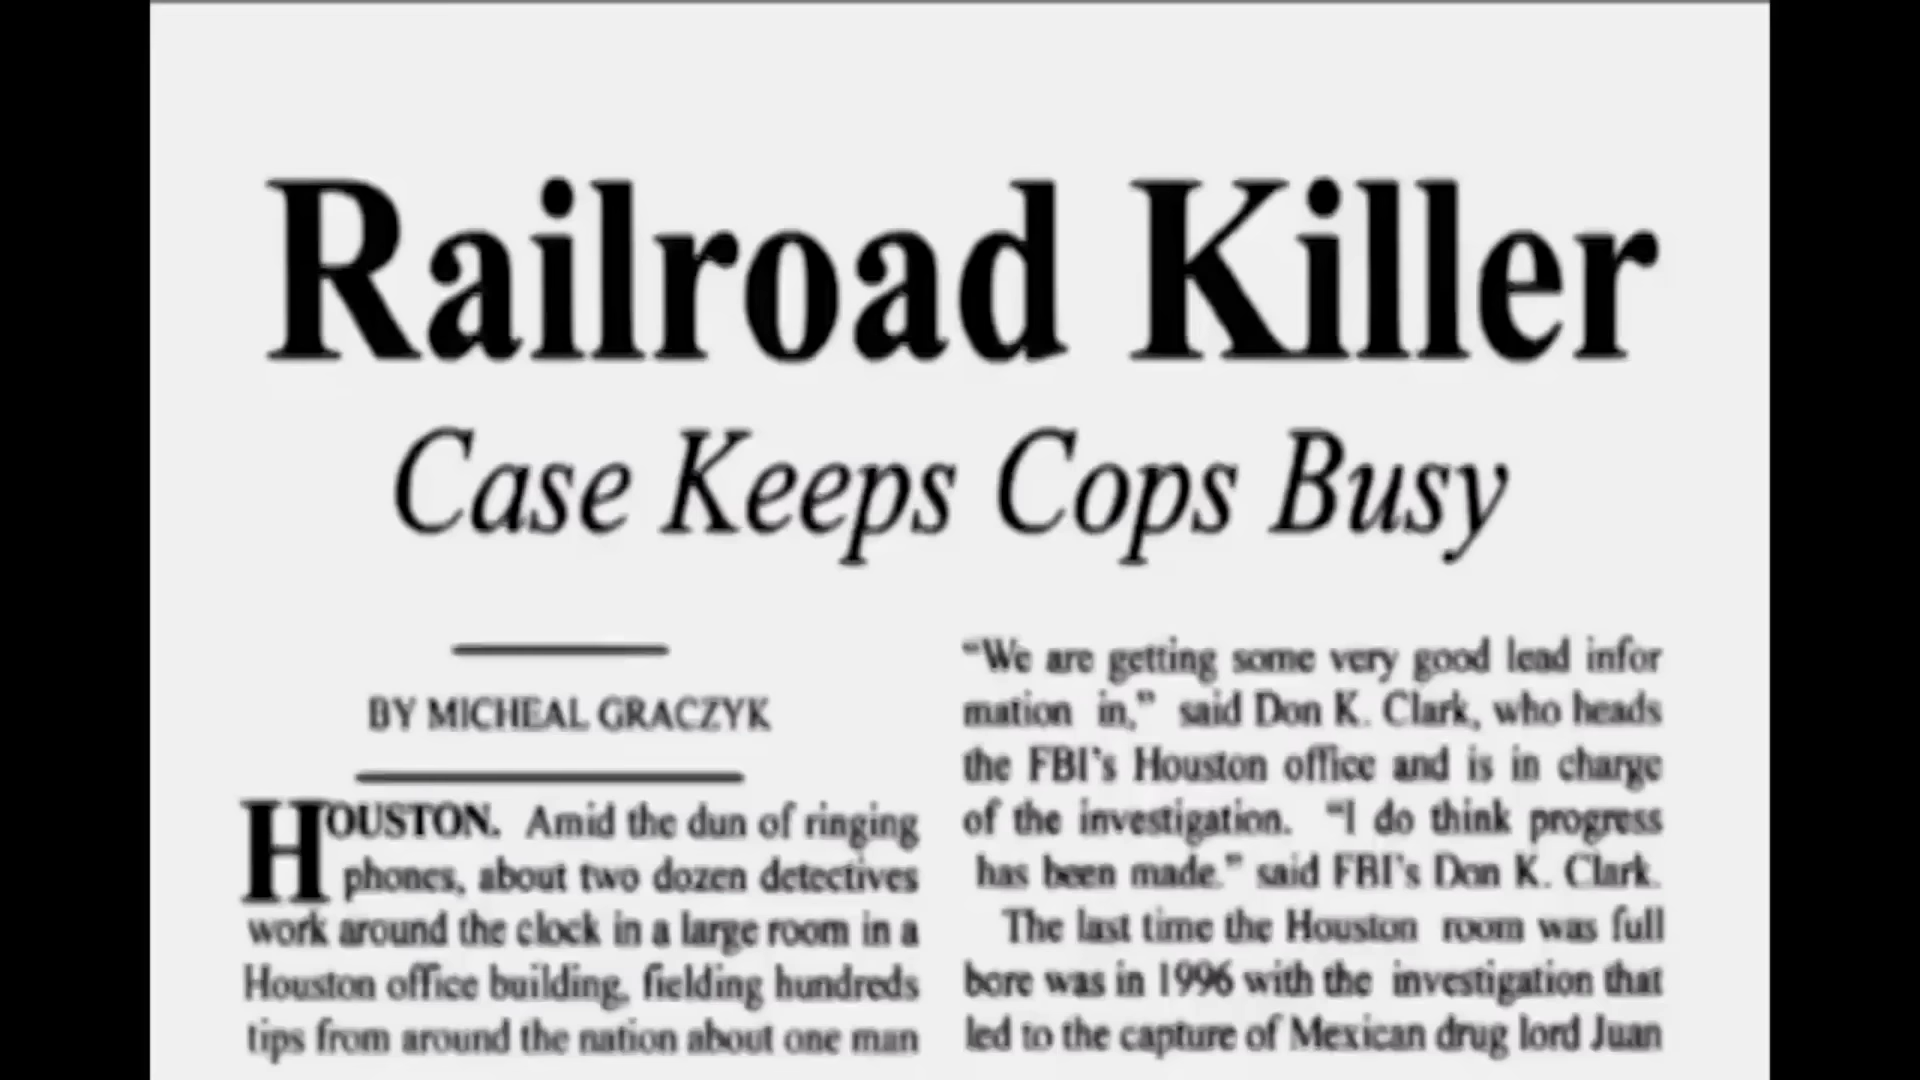 Railroad Killer
Case Keeps Cops Busy
BY MICHEAL GRACZYK
HOUSTON. Amid the dun of ringing
phones, about two dozen detectives
work around the clock in a large room in a
Houston office building, fielding hundreds
tips from around the nation about one man
“We are getting some very good lead infor
mation in,” said Don K. Clark, who heads
the FBI’s Houston office and is in charge
of the investigation. “I do think progress
has been made.” said FBI’s Don K. Clark.
The last time the Houston room was full
bore was in 1996 with the investigation that
led to the capture of Mexican drug lord Juan